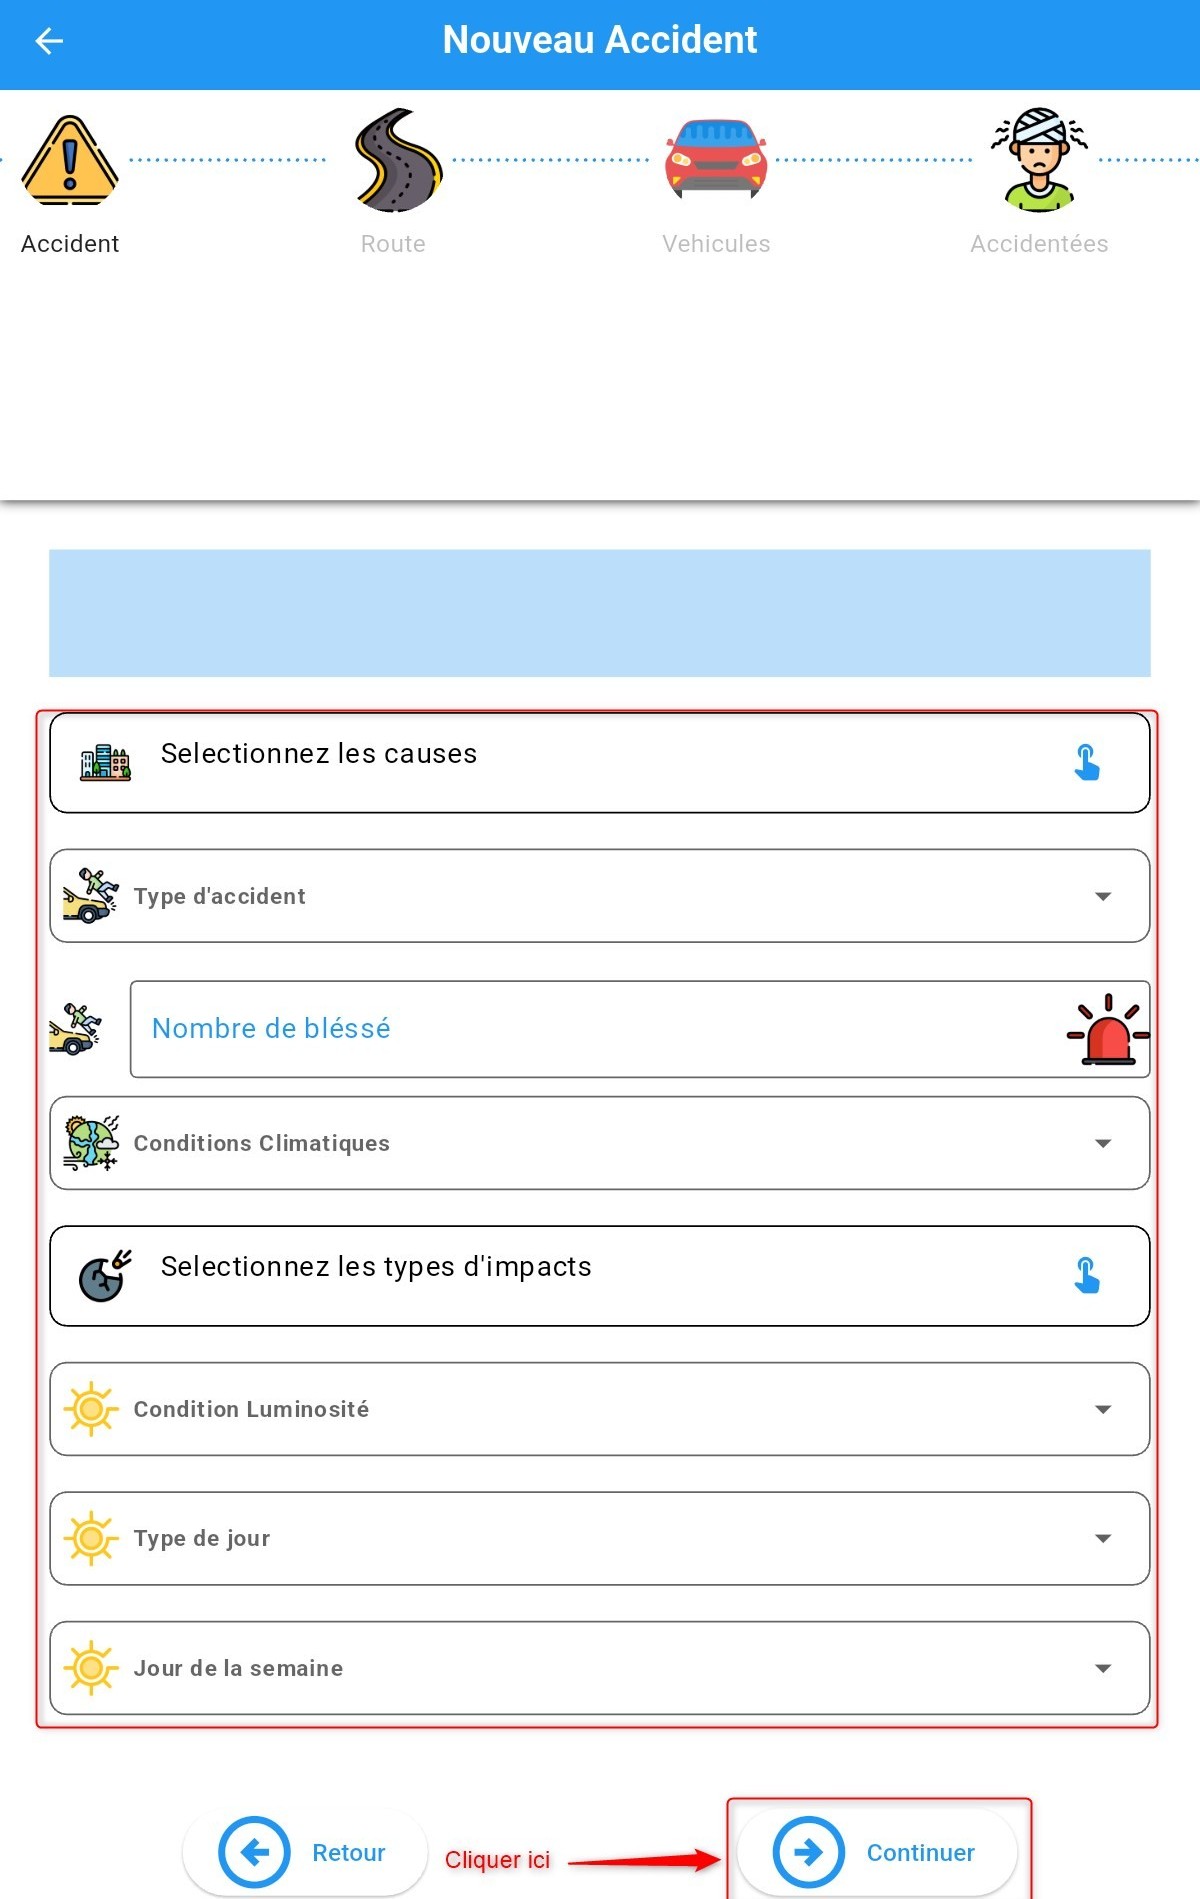 Nouveau Accident
Accident
Route
Vehicules
Accidentées
Selectionnez les causes
Type d'accident
Nombre de bléssé
Conditions Climatiques
Selectionnez les types d'impacts
Condition Luminosité
Type de jour
Jour de la semaine
Retour
Cliquer ici
Continuer